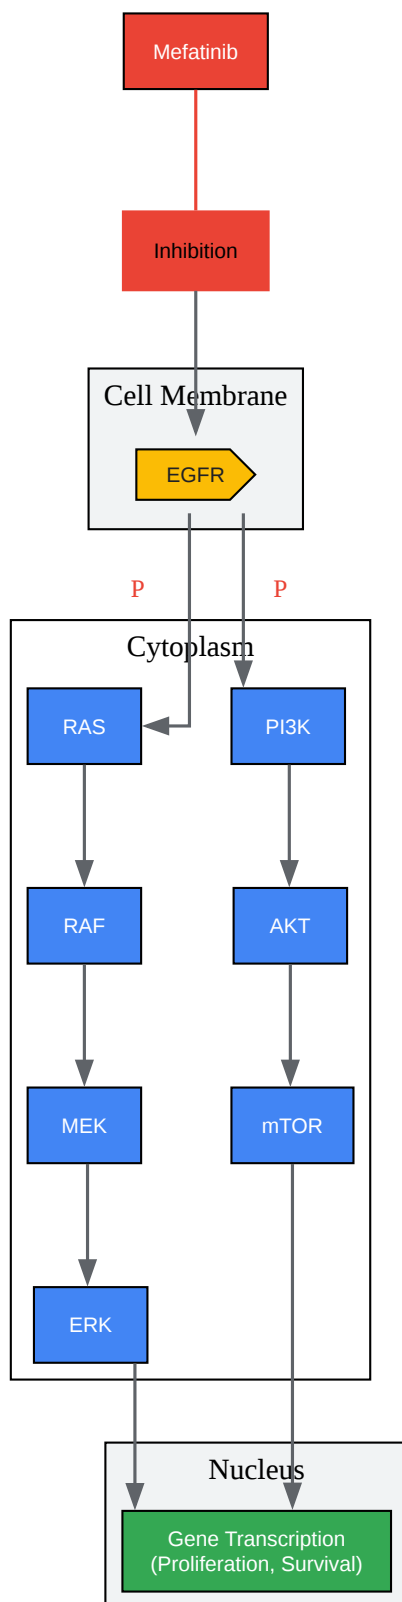 Mefatinib
Inhibition
Cell Membrane
EGFR
P
P
Cytoplasm
RAS
PI3K
RAF
AKT
MEK
mTOR
ERK
Nucleus
Gene Transcription
(Proliferation, Survival)